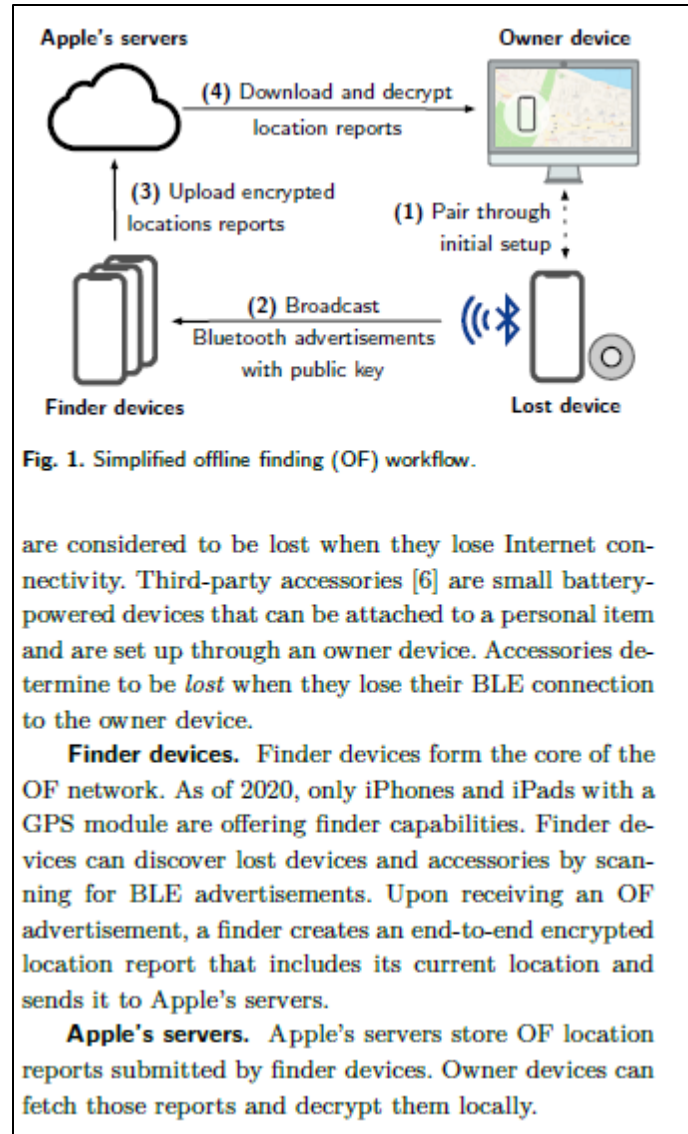 Apple's servers
Owner device
(4) Download and decrypt
location reports
(3) Upload encrypted
locations reports
(1) Pair through
initial setup
(2) Broadcast
Bluetooth advertisements
with public key
Finder devices
Lost device
Fig. 1. Simplified offline finding (OF) workflow.
are considered to be lost when they lose Internet con-
nectivity. Third-party accessories [6] are small battery-
powered devices that can be attached to a personal item
and are set up through an owner device. Accessories de-
termine to be lost when they lose their BLE connection
to the owner device.
Finder devices. Finder devices form the core of the
OF network. As of 2020, only iPhones and iPads with a
GPS module are offering finder capabilities. Finder de-
vices can discover lost devices and accessories by scan-
ning for BLE advertisements. Upon receiving an OF
advertisement, a finder creates an end-to-end encrypted
location report that includes its current location and
sends it to Apple's servers.
Apple's servers. Apple's servers store OF location
reports submitted by finder devices. Owner devices can
fetch those reports and decrypt them locally.